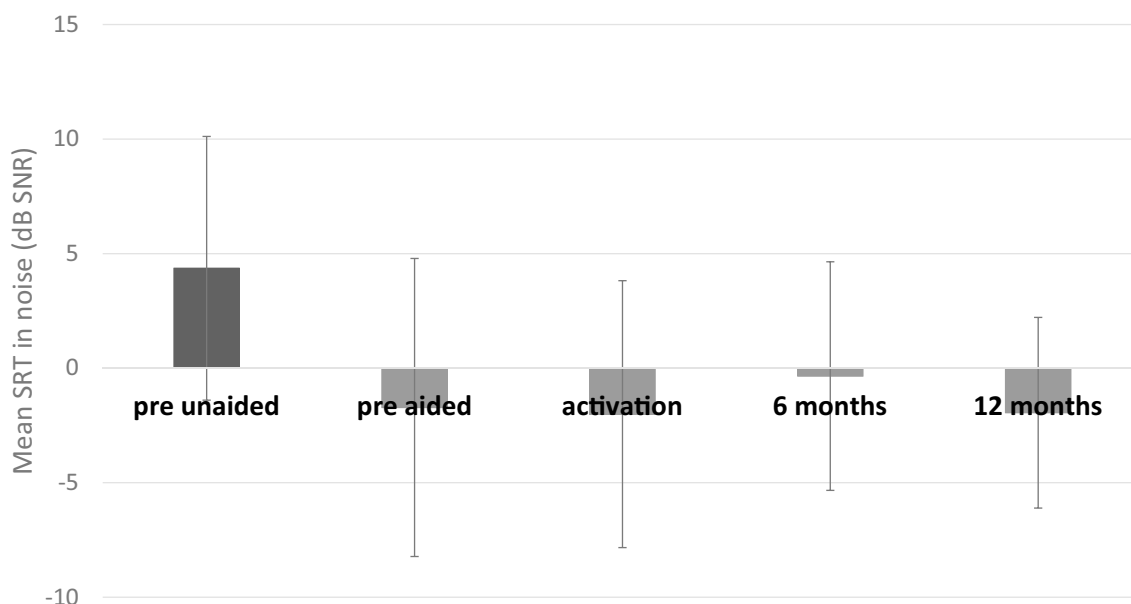 Mean SRT in noise (dB SNR)
15
10
5
0
-5
-10
pre unaided
pre aided
activation
6 months
12 months